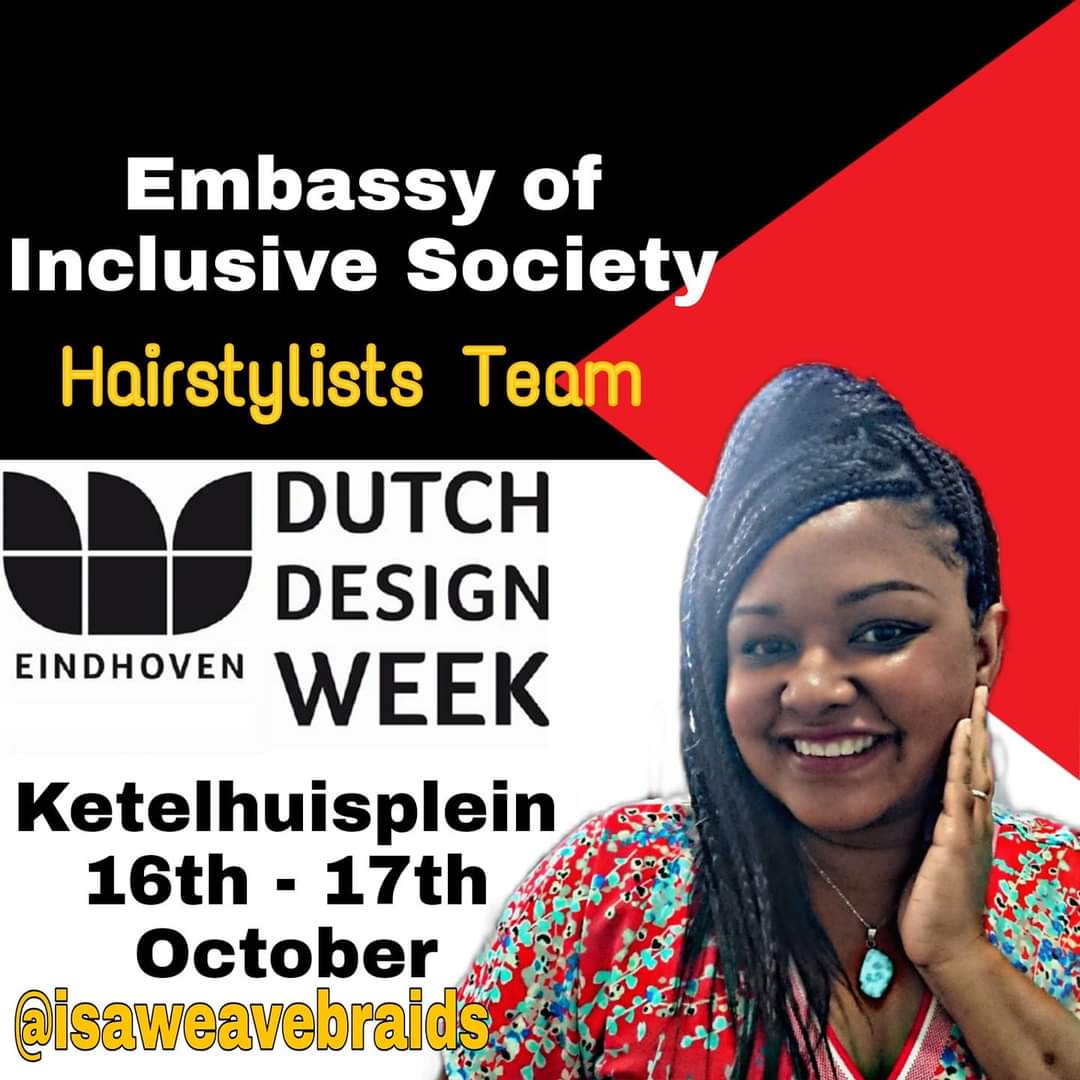 Embassy of
Inclusive Society
Hairstylists Team
EINDHOVEN
DUTCH
DESIGN
WEEK
Ketelhuisplein
16th - 17th
October
@isaweavebraids